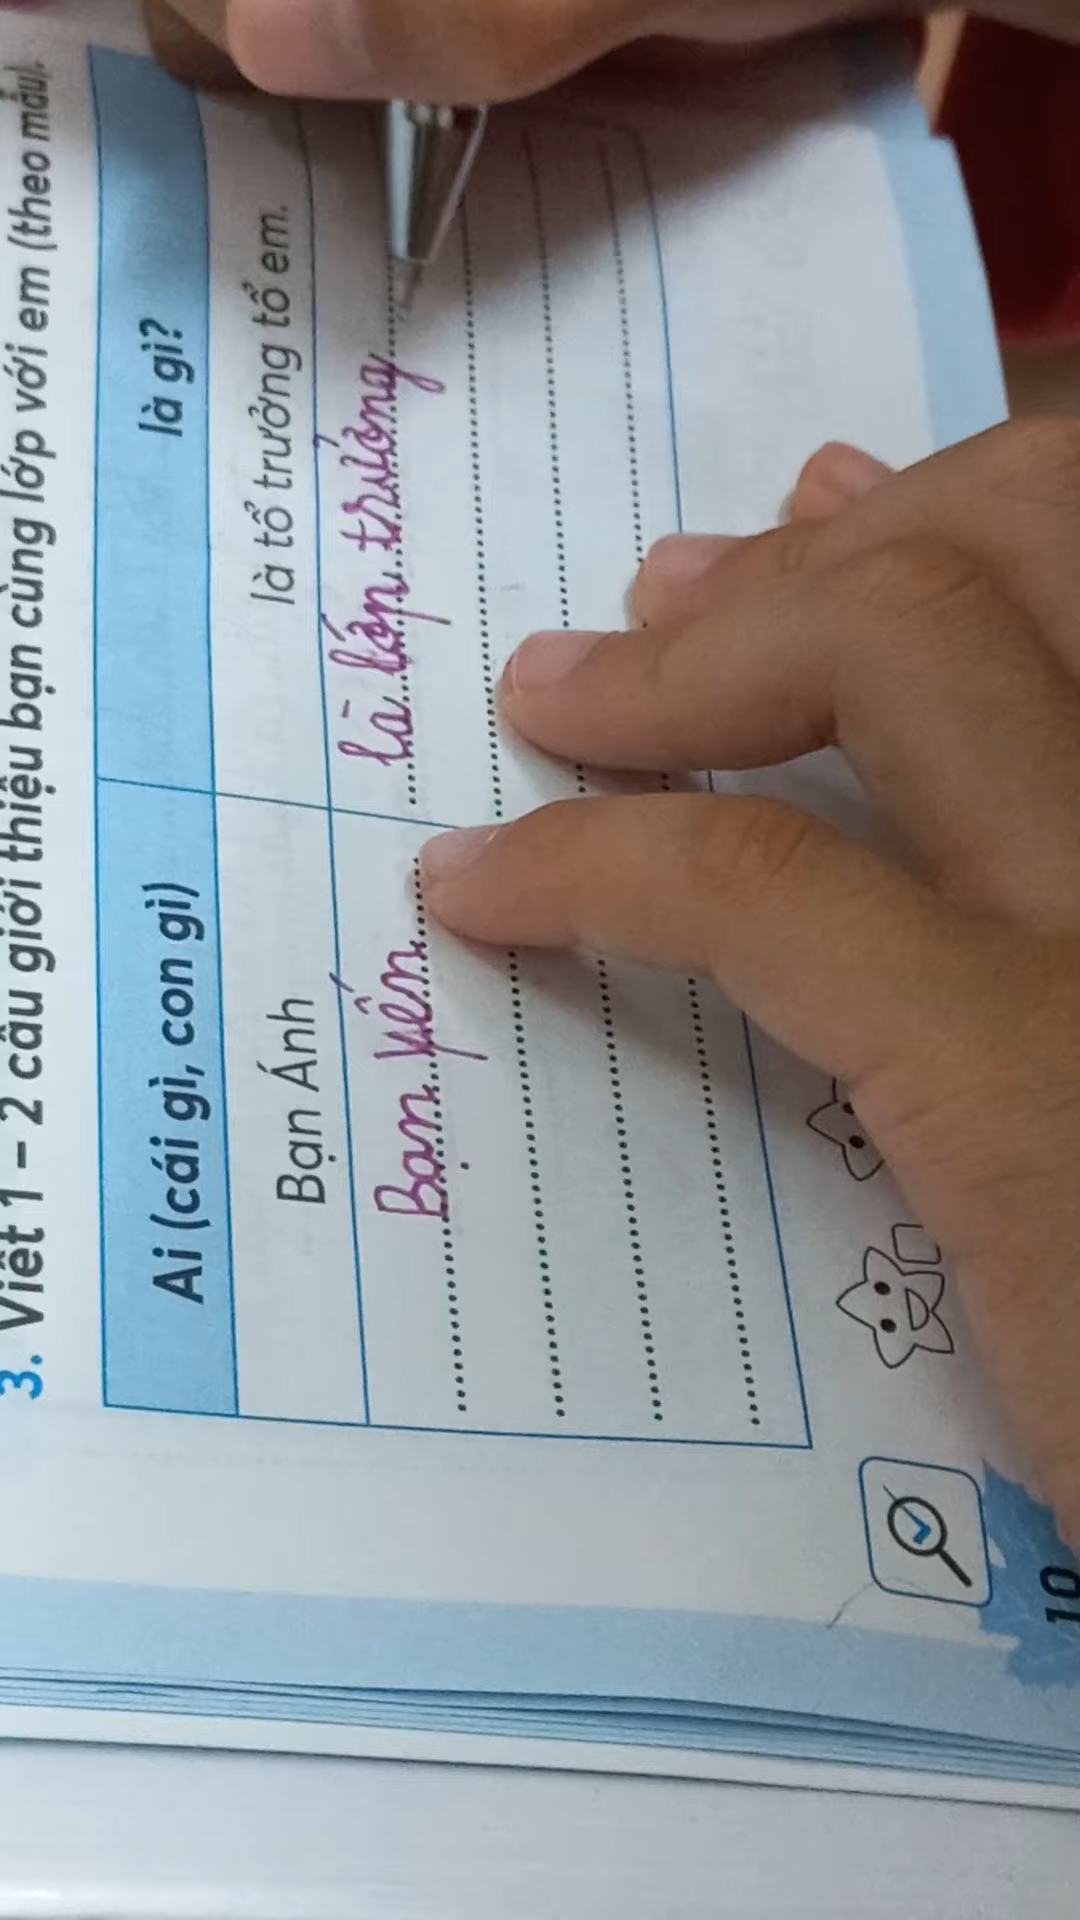 3. Viết 1 – 2 câu giới thiệu bạn cùng lớp với em (theo mẫu).
Ai (cái gì, con gì) là gì?
Bạn Ánh là tổ trưởng tổ em.
Bạn Yến là lớp trưởng
10